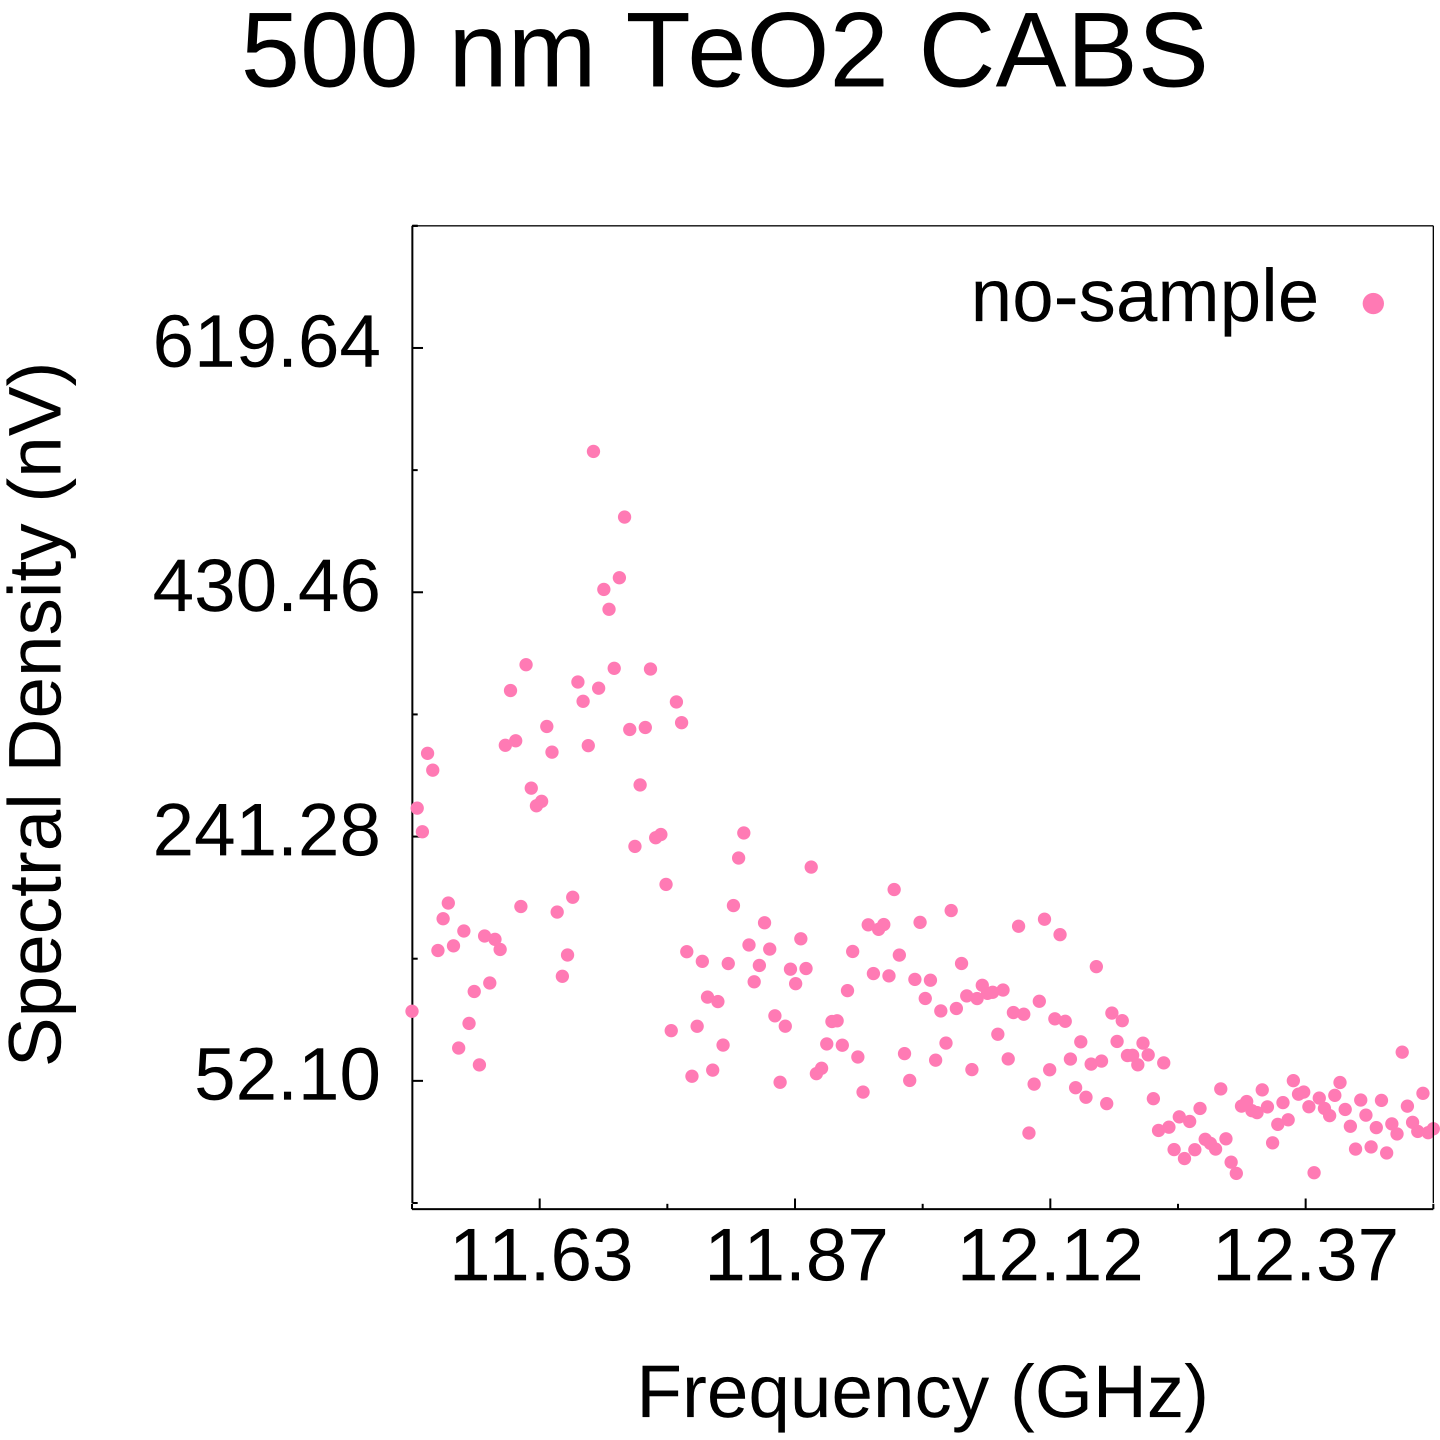 500 nm TeO2 CABS
no-sample
Spectral Density (nV)
619.64
430.46
241.28
52.10
11.63 11.87 12.12 12.37
Frequency (GHz)